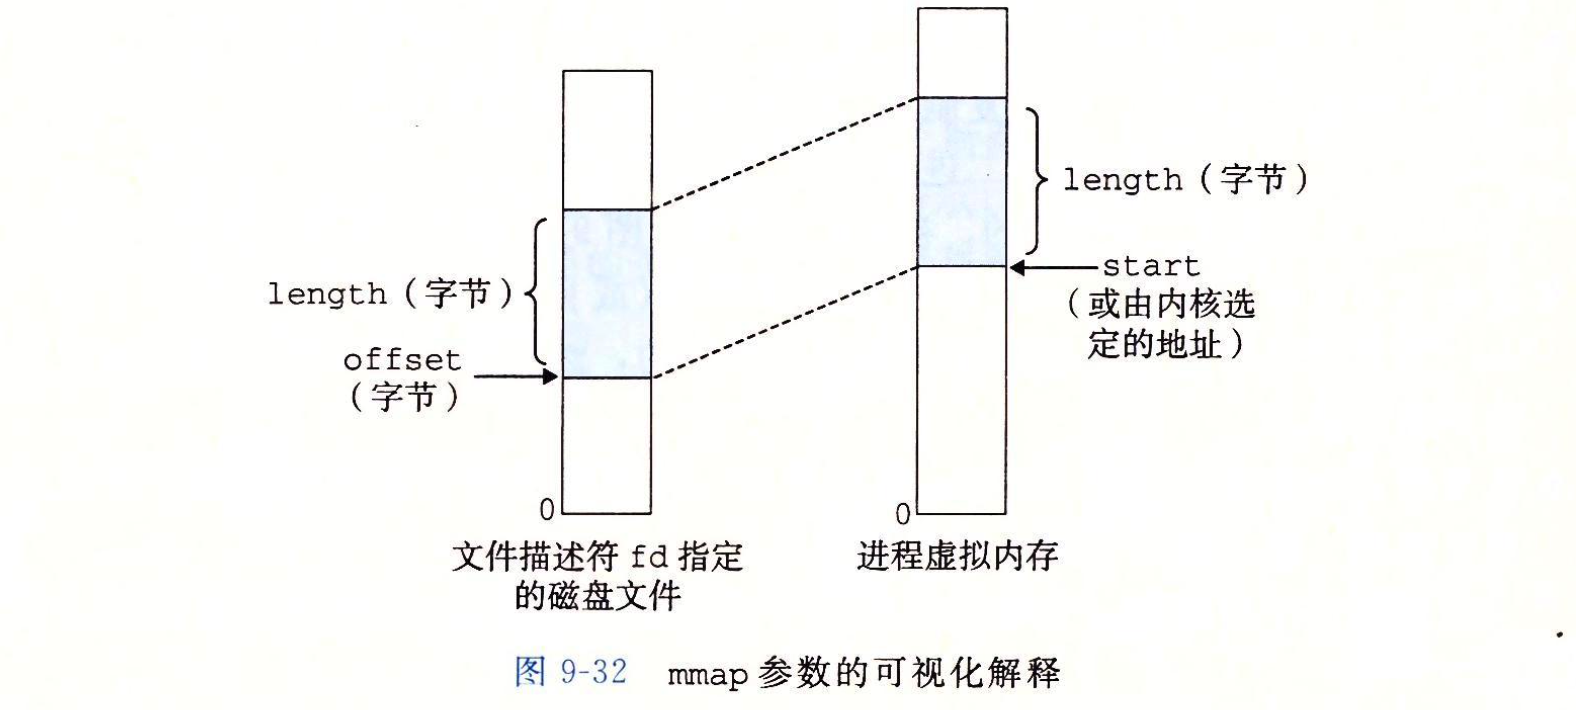 length（字节）
start
（或由内核选
定的地址）
length（字节）
offset
（字节）
0
0
文件描述符 fd 指定
的磁盘文件
进程虚拟内存
图 9-32 mmap 参数的可视化解释